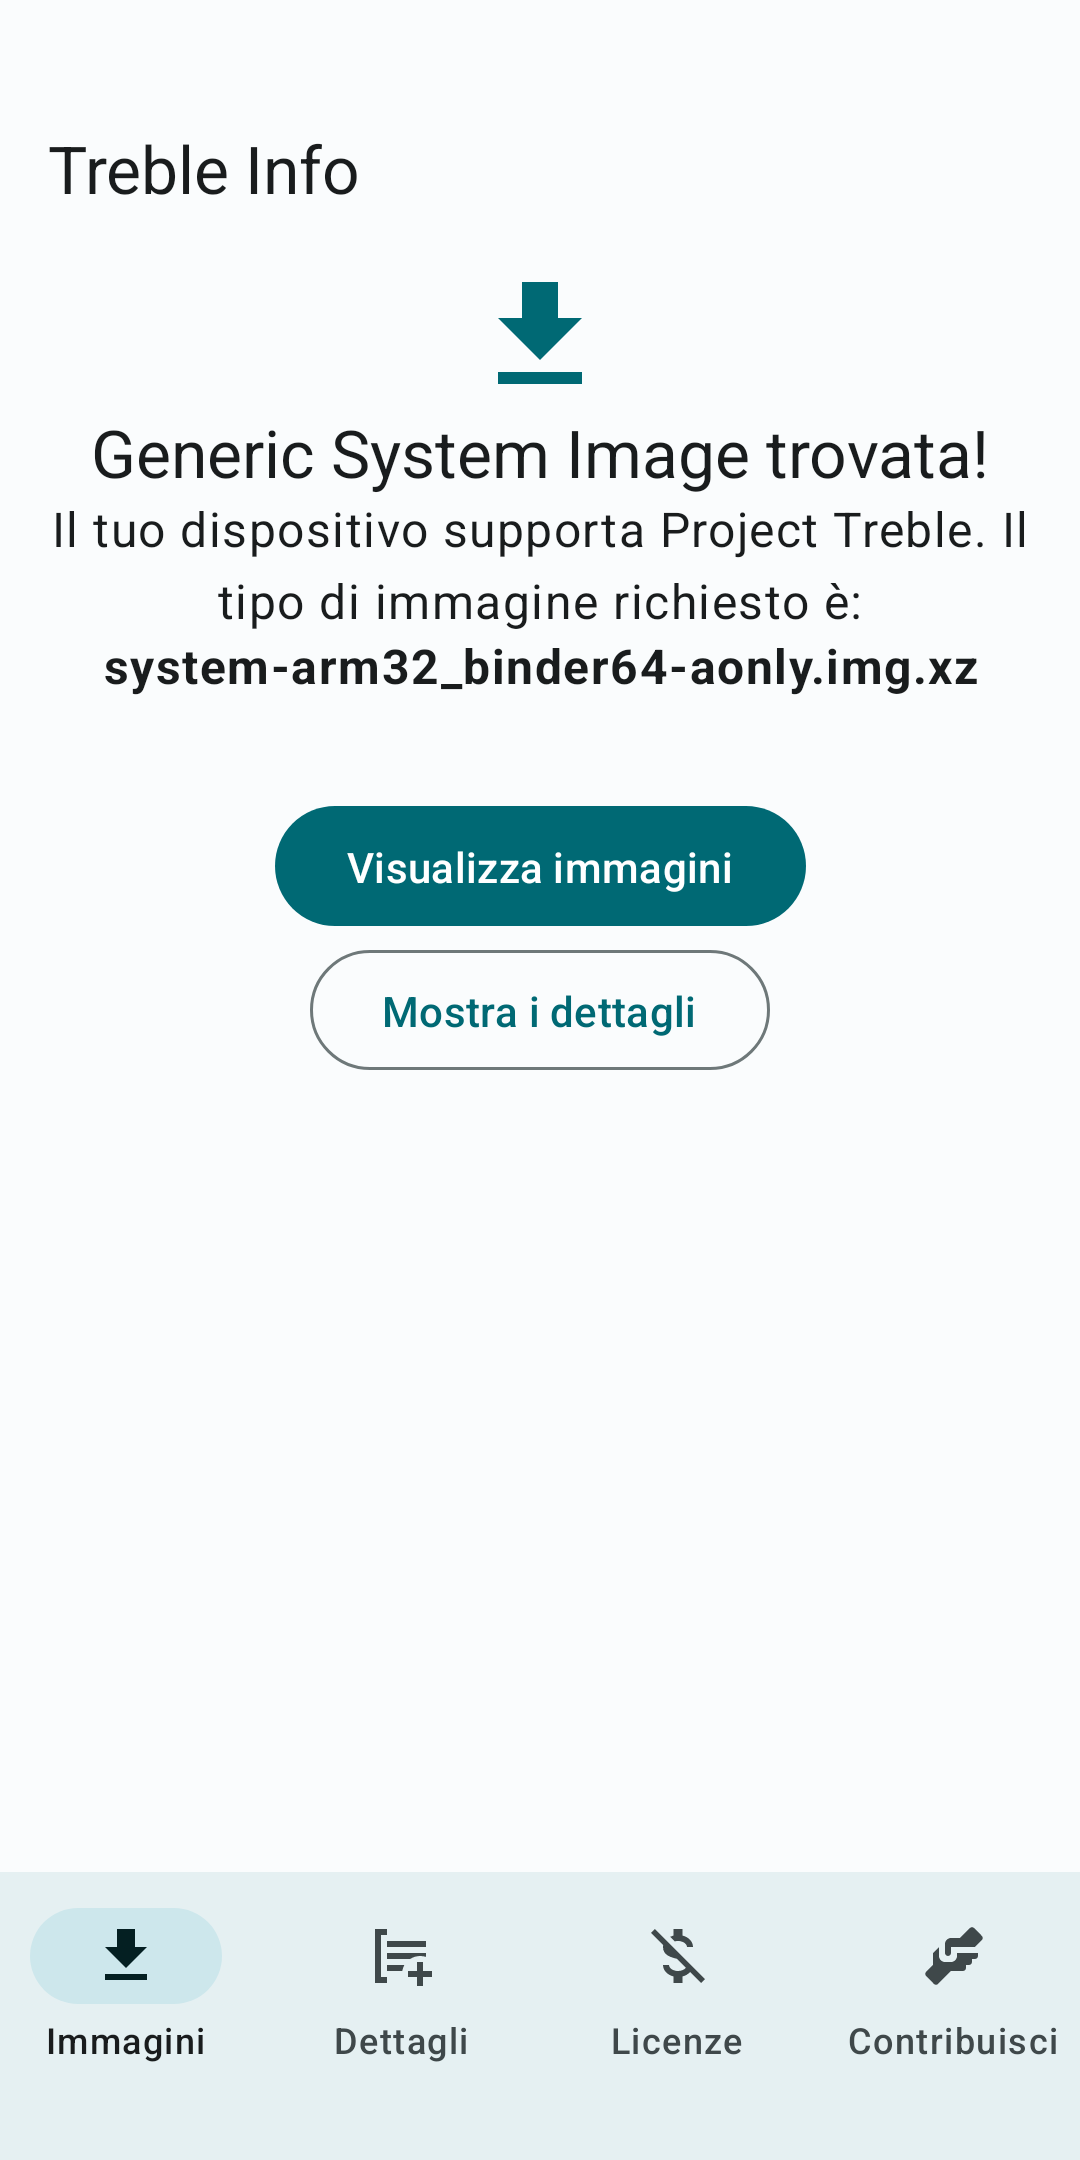 Treble Info
Generic System Image trovata!
Il tuo dispositivo supporta Project Treble. Il
tipo di immagine richiesto è:
system-arm32_binder64-aonly.img.xz
Visualizza immagini
Mostra i dettagli
Immagini
Dettagli
Licenze
Contribuisci